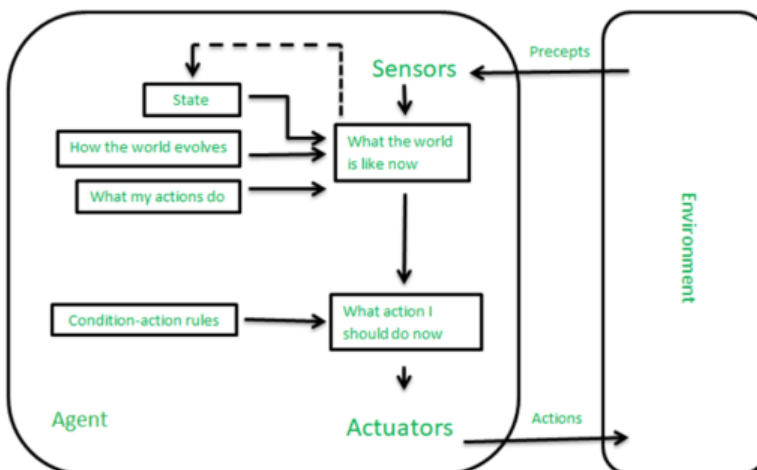 Sensors
Precepts
State
How the world evolves
What the world
is like now
What my actions do
Environment
Condition-action rules
What action I
should do now
Agent
Actuators
Actions